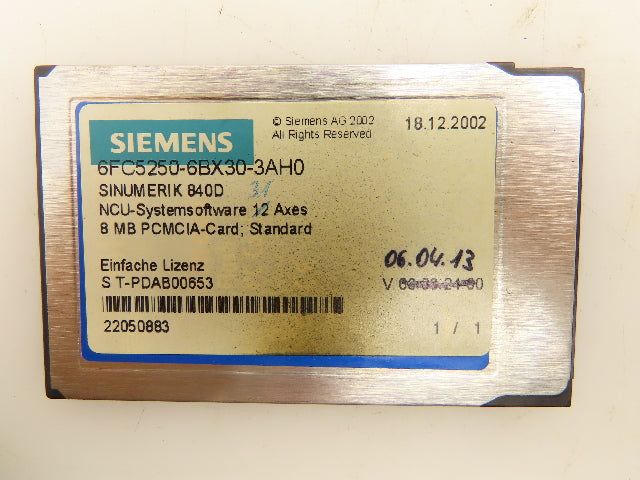 © Siemens AG 2002
All Rights Reserved
18.12.2002
SIEMENS
6FC5250-6BX30-3AH0
SINUMERIK 840D
31
NCU-Systemsoftware 12 Axes
8 MB PCMCIA-Card; Standard
06.04.13
Einfache Lizenz
S T-PDAB00653
V
22050883
1 / 1